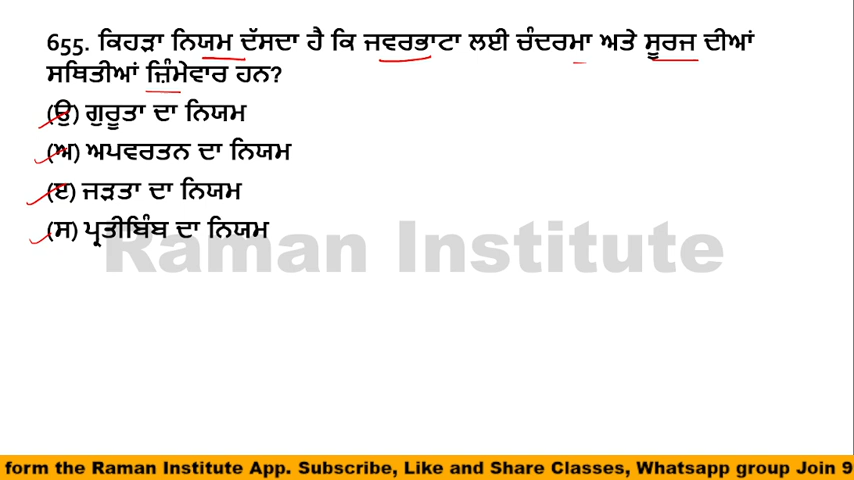 655. ਕਿਹੜਾ ਨਿਯਮ ਦੱਸਦਾ ਹੈ ਕਿ ਜਵਰਭਾਟਾ ਲਈ ਚੰਦਰਮਾ ਅਤੇ ਸੂਰਜ ਦੀਆਂ
ਸਥਿਤੀਆਂ ਜ਼ਿੰਮੇਵਾਰ ਹਨ?
(ੳ) ਗੁਰੂਤਾ ਦਾ ਨਿਯਮ
(ਅ) ਅਪਵਰਤਨ ਦਾ ਨਿਯਮ
(ੲ) ਜੜਤਾ ਦਾ ਨਿਯਮ
(ਸ) ਪ੍ਰਤੀਬਿੰਬ ਦਾ ਨਿਯਮ
Raman Institute
form the Raman Institute App. Subscribe, Like and Share Classes, Whatsapp group Join 9